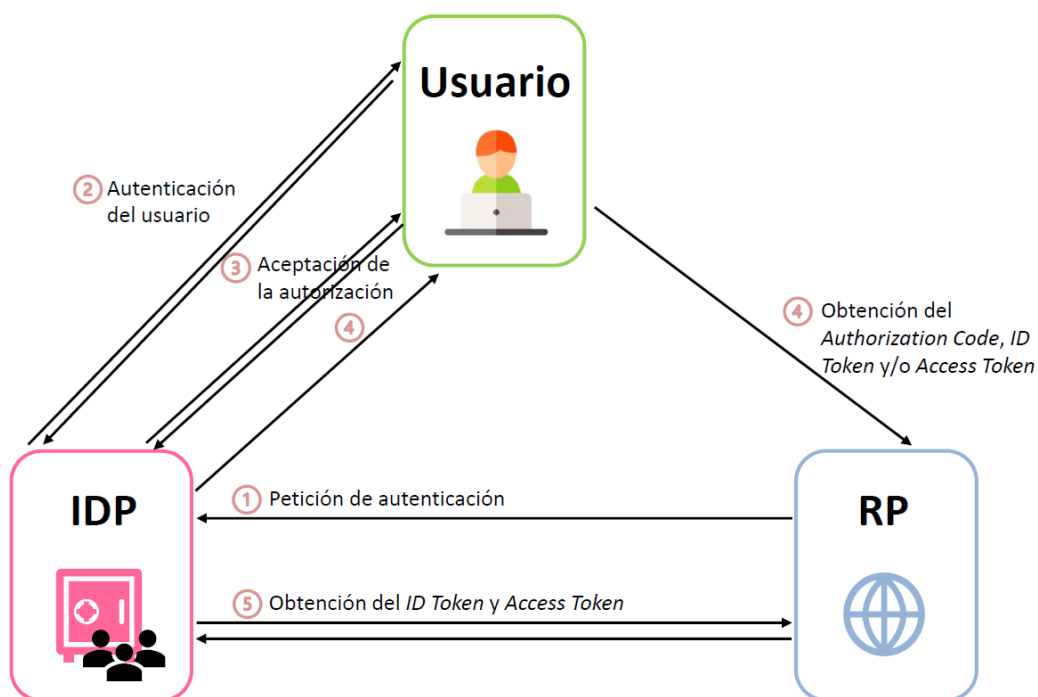 Usuario
② Autenticación
del usuario
③ Aceptación de
la autorización
④
④ Obtención del
Authorization Code, ID
Token y/o Access Token
IDP
① Petición de autenticación
RP
⑤ Obtención del ID Token y Access Token